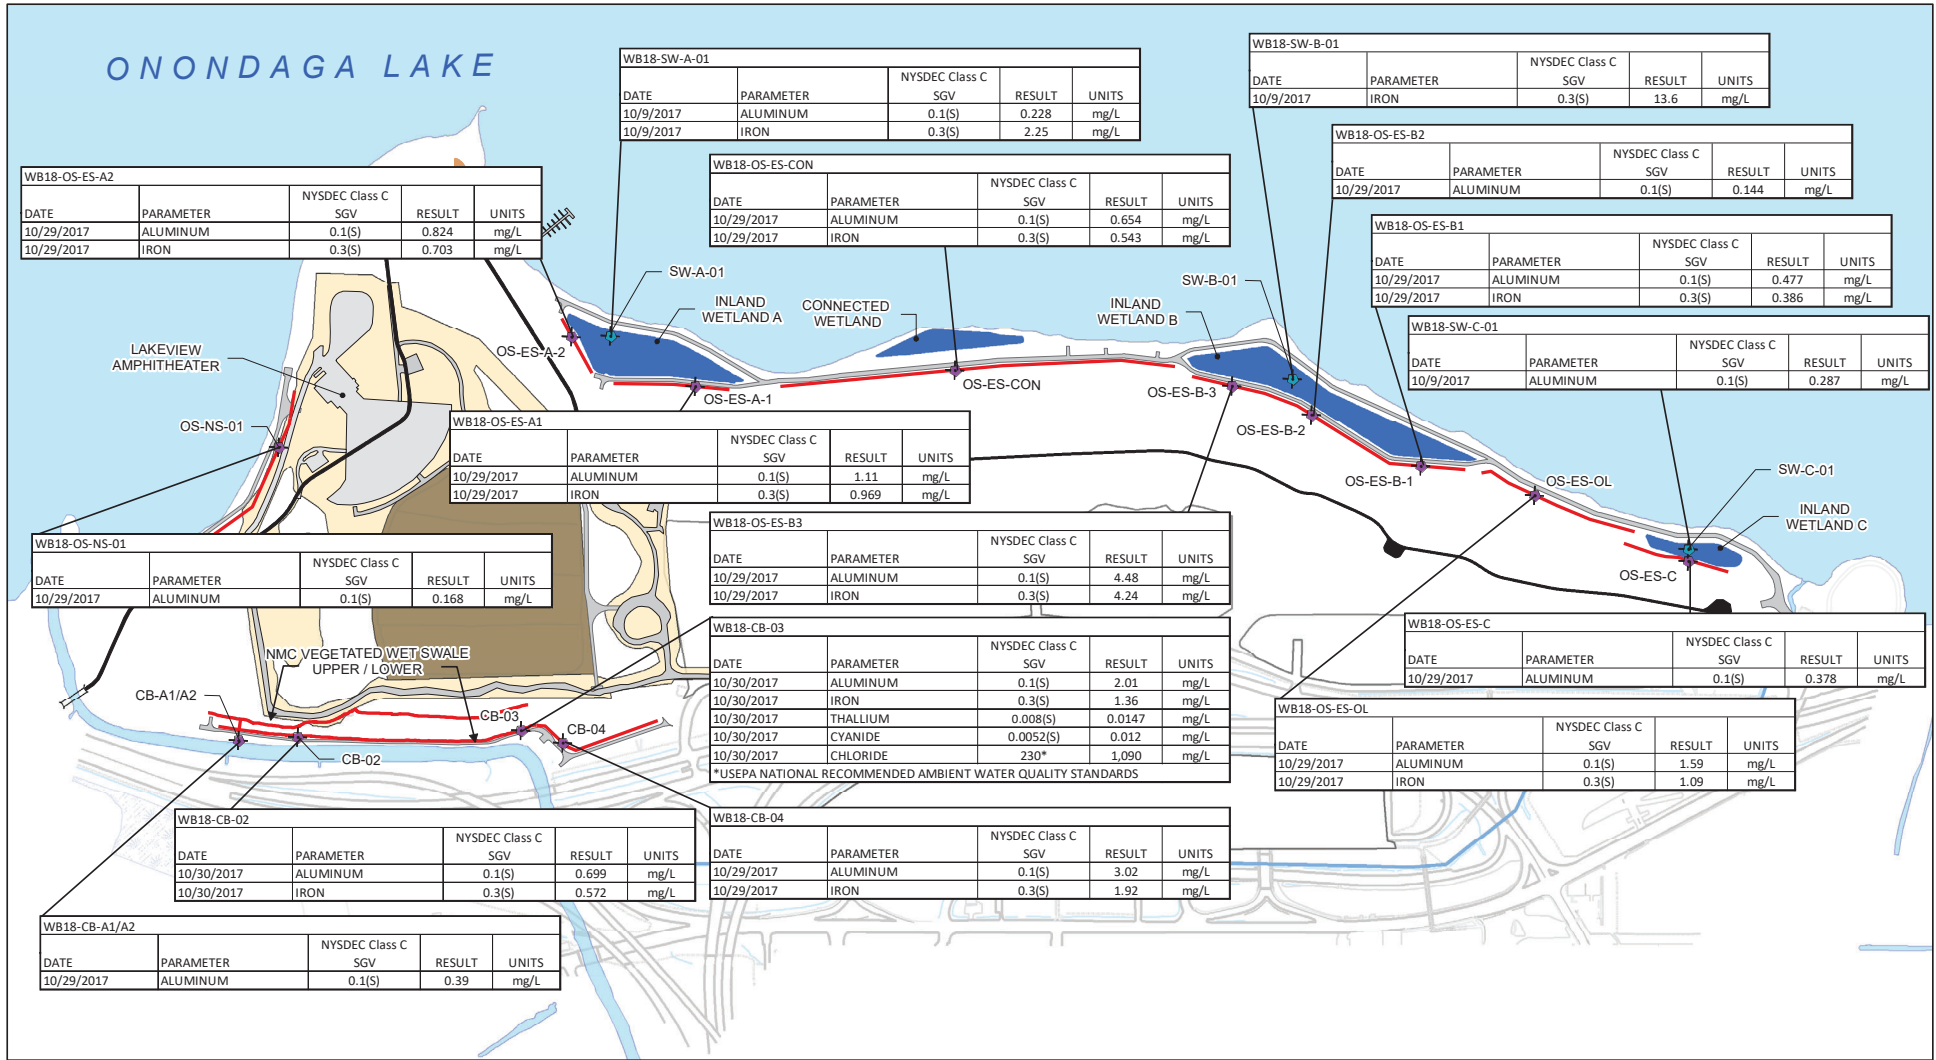 ONONDAGA LAKE
WB18-SW-A-01
NYSDEC Class C
DATE PARAMETER SGV RESULT UNITS
10/9/2017 ALUMINUM 0.1(S) 0.228 mg/L
10/9/2017 IRON 0.3(S) 2.25 mg/L
WB18-SW-B-01
NYSDEC Class C
DATE PARAMETER SGV RESULT UNITS
10/9/2017 IRON 0.3(S) 13.6 mg/L
WB18-OS-ES-B2
NYSDEC Class C
DATE PARAMETER SGV RESULT UNITS
10/29/2017 ALUMINUM 0.1(S) 0.144 mg/L
WB18-OS-ES-A2
NYSDEC Class C
DATE PARAMETER SGV RESULT UNITS
10/29/2017 ALUMINUM 0.1(S) 0.824 mg/L
10/29/2017 IRON 0.3(S) 0.703 mg/L
WB18-OS-ES-CON
NYSDEC Class C
DATE PARAMETER SGV RESULT UNITS
10/29/2017 ALUMINUM 0.1(S) 0.654 mg/L
10/29/2017 IRON 0.3(S) 0.543 mg/L
WB18-OS-ES-B1
NYSDEC Class C
DATE PARAMETER SGV RESULT UNITS
10/29/2017 ALUMINUM 0.1(S) 0.477 mg/L
10/29/2017 IRON 0.3(S) 0.386 mg/L
WB18-SW-C-01
NYSDEC Class C
DATE PARAMETER SGV RESULT UNITS
10/9/2017 ALUMINUM 0.1(S) 0.287 mg/L
SW-A-01
INLAND
WETLAND A
CONNECTED
WETLAND
SW-B-01
INLAND
WETLAND B
LAKEVIEW
AMPHITHEATER
OS-ES-A-2
OS-ES-A-1
OS-ES-CON
OS-ES-B-3
OS-ES-B-2
OS-ES-B-1
OS-ES-OL
SW-C-01
INLAND
WETLAND C
OS-ES-C
OS-NS-01
WB18-OS-ES-A1
NYSDEC Class C
DATE PARAMETER SGV RESULT UNITS
10/29/2017 ALUMINUM 0.1(S) 1.11 mg/L
10/29/2017 IRON 0.3(S) 0.969 mg/L
WB18-OS-NS-01
NYSDEC Class C
DATE PARAMETER SGV RESULT UNITS
10/29/2017 ALUMINUM 0.1(S) 0.168 mg/L
WB18-OS-ES-B3
NYSDEC Class C
DATE PARAMETER SGV RESULT UNITS
10/29/2017 ALUMINUM 0.1(S) 4.48 mg/L
10/29/2017 IRON 0.3(S) 4.24 mg/L
WB18-CB-03
NYSDEC Class C
DATE PARAMETER SGV RESULT UNITS
10/30/2017 ALUMINUM 0.1(S) 2.01 mg/L
10/30/2017 IRON 0.3(S) 1.36 mg/L
10/30/2017 THALLIUM 0.008(S) 0.0147 mg/L
10/30/2017 CYANIDE 0.0052(S) 0.012 mg/L
10/30/2017 CHLORIDE 230* 1,090 mg/L
*USEPA NATIONAL RECOMMENDED AMBIENT WATER QUALITY STANDARDS
WB18-OS-ES-C
NYSDEC Class C
DATE PARAMETER SGV RESULT UNITS
10/29/2017 ALUMINUM 0.1(S) 0.378 mg/L
WB18-OS-ES-OL
NYSDEC Class C
DATE PARAMETER SGV RESULT UNITS
10/29/2017 ALUMINUM 0.1(S) 1.59 mg/L
10/29/2017 IRON 0.3(S) 1.09 mg/L
NMC VEGETATED WET SWALE
UPPER / LOWER
CB-A1/A2
CB-02
CB-03
CB-04
WB18-CB-02
NYSDEC Class C
DATE PARAMETER SGV RESULT UNITS
10/30/2017 ALUMINUM 0.1(S) 0.699 mg/L
10/30/2017 IRON 0.3(S) 0.572 mg/L
WB18-CB-04
NYSDEC Class C
DATE PARAMETER SGV RESULT UNITS
10/29/2017 ALUMINUM 0.1(S) 3.02 mg/L
10/29/2017 IRON 0.3(S) 1.92 mg/L
WB18-CB-A1/A2
NYSDEC Class C
DATE PARAMETER SGV RESULT UNITS
10/29/2017 ALUMINUM 0.1(S) 0.39 mg/L